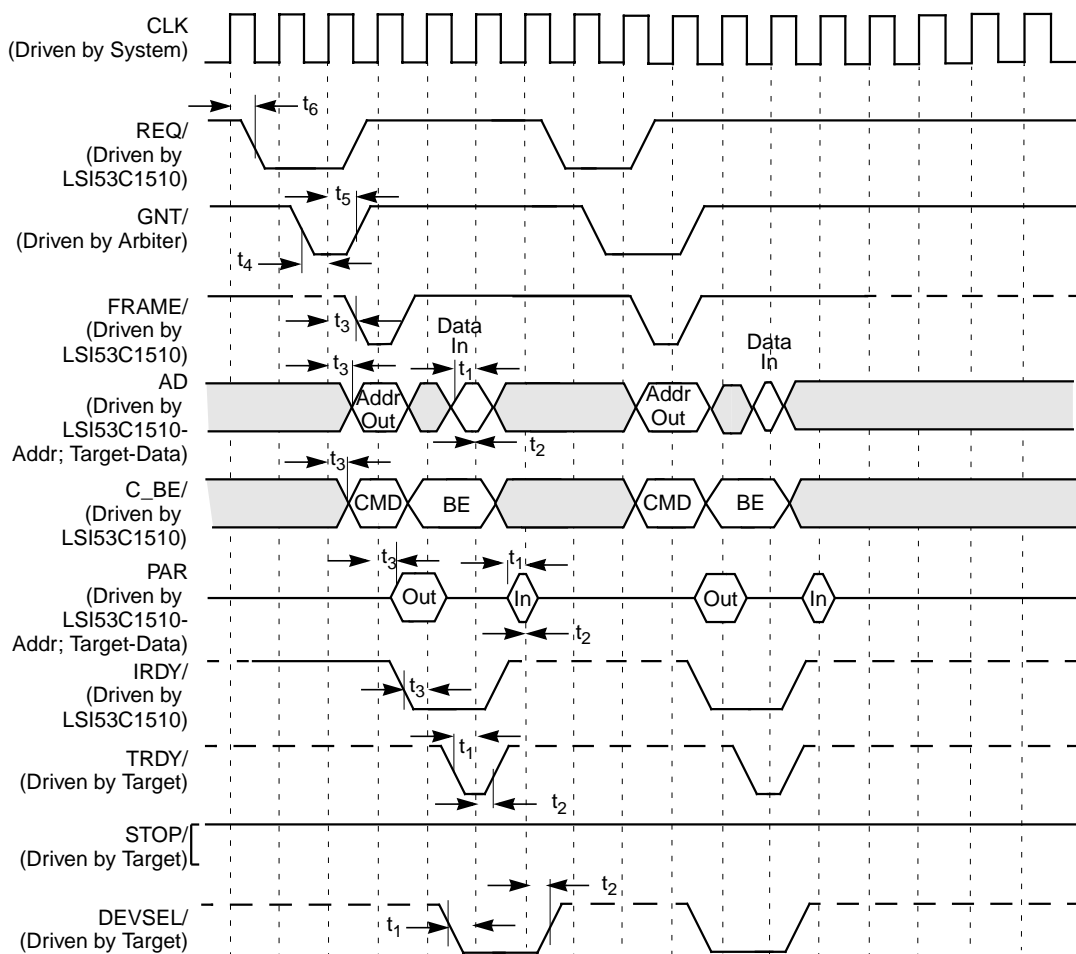 CLK
(Driven by System)
t6
REQ/
(Driven by
LSI53C1510)
t5
GNT/
(Driven by Arbiter)
t4
FRAME/
(Driven by
LSI53C1510)
t3
Data
In
Data
In
t3
t1
AD
(Driven by
LSI53C1510-
Addr; Target-Data)
Addr
Out
Addr
Out
t2
t3
C_BE/
(Driven by
LSI53C1510)
CMD
BE
CMD
BE
t3
t1
PAR
(Driven by
LSI53C1510-
Addr; Target-Data)
Out
In
Out
In
t2
IRDY/
(Driven by
LSI53C1510)
t3
TRDY/
(Driven by Target)
t1
t2
STOP/
(Driven by Target)
t2
DEVSEL/
(Driven by Target)
t1